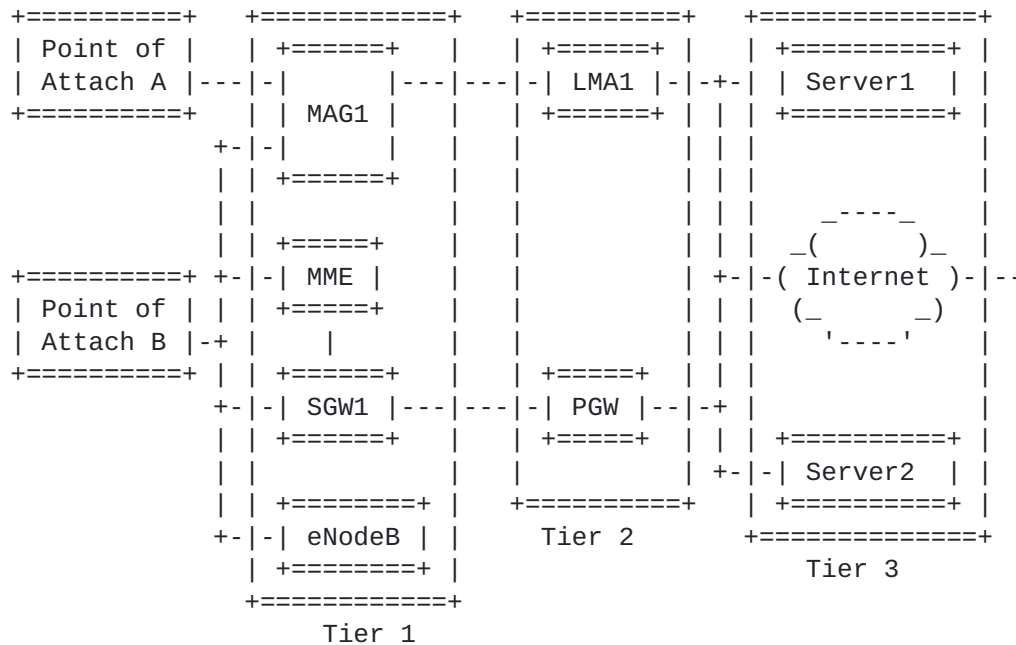 +==========+   +============+   +==========+   +==============+
| Point of |   | +======+   |   | +======+ |   | +==========+ |
| Attach A |---|-|      |---|---|-| LMA1 |-|-+-| | Server1  | |
+==========+   | | MAG1 |   |   | +======+ | | | +==========+ |
             +-|-|      |   |   |          | | |              |
             | | +======+   |   |          | | |              |
             | |            |   |          | | |    _----_    |
             | | +=====+    |   |          | | |  _(      )_  |
+==========+ +-|-| MME |    |   |          | +-|-( Internet )-|--
| Point of | | | +=====+    |   |          | | |  (_      _)  |
| Attach B |-+ |    |       |   |          | | |    '----'    |
+==========+ | | +======+   |   | +=====+  | | |              |
             +-|-| SGW1 |---|---|-| PGW |--|-+ |              |
             | | +======+   |   | +=====+  | | | +==========+ |
             | |            |   |          | +-|-| Server2  | |
             | | +========+ |   +==========+   | +==========+ |
             +-|-| eNodeB | |     Tier 2       +==============+
               | +========+ |                      Tier 3
               +============+
                    Tier 1